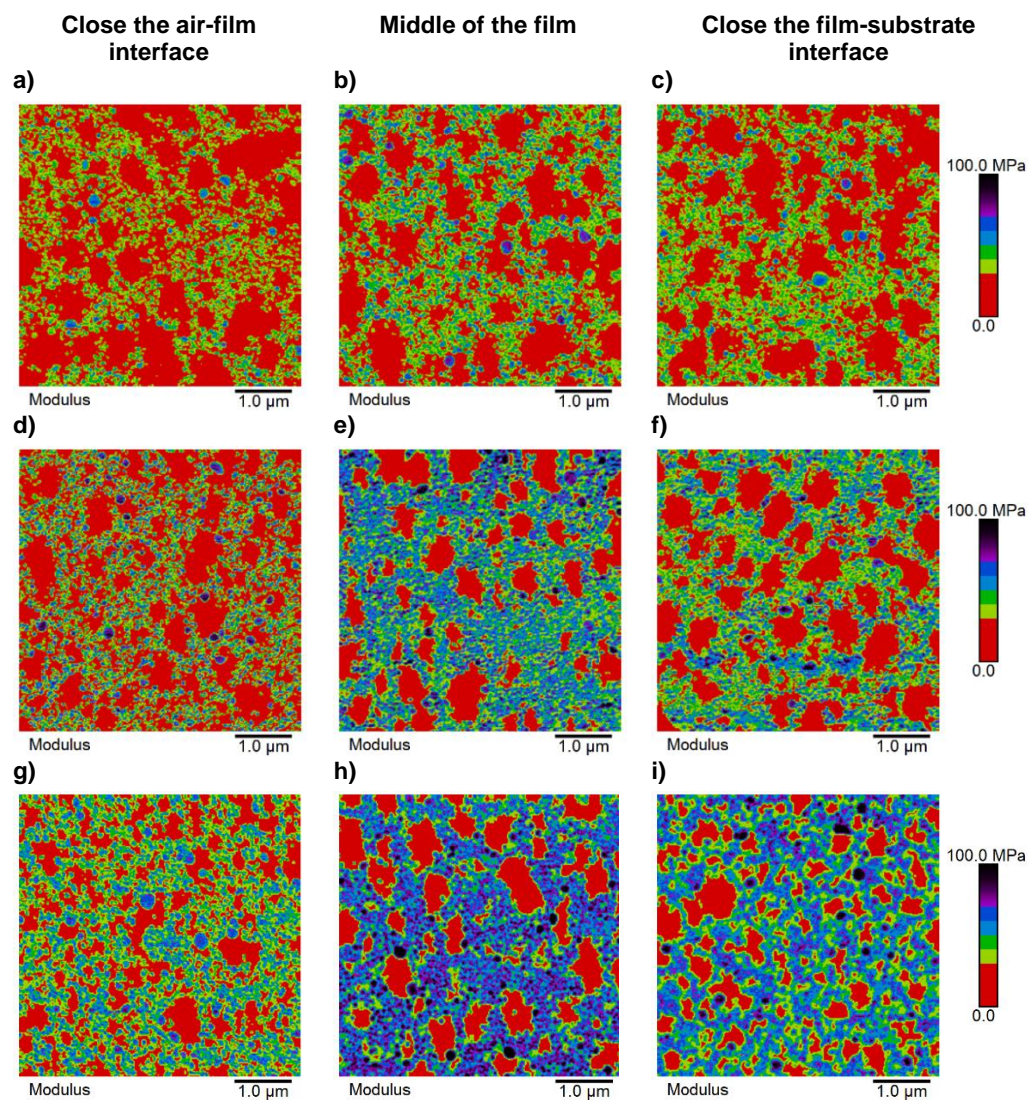 Close the air-film
interface
Middle of the film
Close the film-substrate
interface
a)
b)
c)
100.0 MPa
0.0
Modulus
1.0 µm
Modulus
1.0 µm
Modulus
1.0 µm
d)
e)
f)
100.0 MPa
0.0
Modulus
1.0 µm
Modulus
1.0 µm
Modulus
1.0 µm
g)
h)
i)
100.0 MPa
0.0
Modulus
1.0 µm
Modulus
1.0 µm
Modulus
1.0 µm